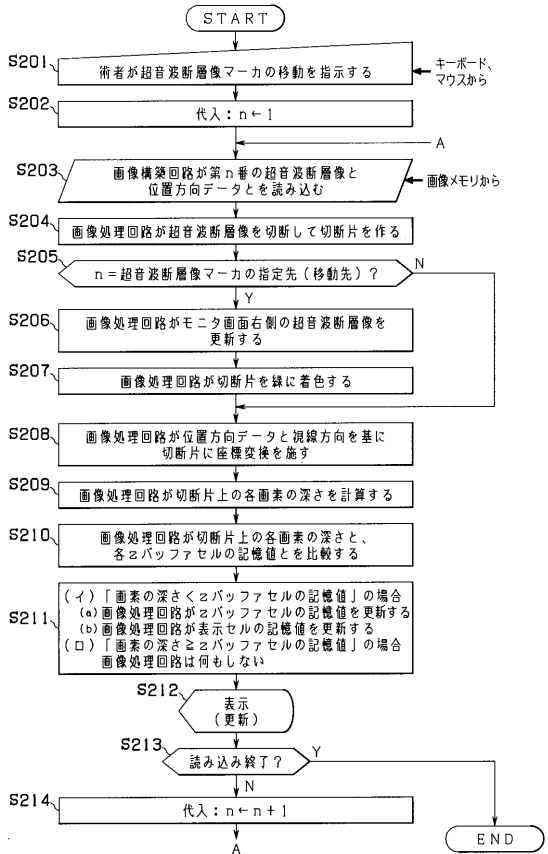 START
S201
術者が超音波断層像マーカの移動を指示する
キーボード、
マウスから
S202
代入：n←1
A
S203
画像構築回路が第n番の超音波断層像と
位置方向データとを読み込む
画像メモリから
S204
画像処理回路が超音波断層像を切断して切断片を作る
S205
n＝超音波断層像マーカの指定先（移動先）？
N
Y
S206
画像処理回路がモニタ画面右側の超音波断層像を
更新する
S207
画像処理回路が切断片を緑に着色する
S208
画像処理回路が位置方向データと視線方向を基に
切断片に座標変換を施す
S209
画像処理回路が切断片上の各画素の深さを計算する
S210
画像処理回路が切断片上の各画素の深さと、
各zバッファセルの記憶値とを比較する
S211
（イ）「画素の深さ＜zバッファセルの記憶値」の場合
(a)画像処理回路がzバッファセルの記憶値を更新する
(b)画像処理回路が表示セルの記憶値を更新する
（ロ）「画素の深さ≧zバッファセルの記憶値」の場合
画像処理回路は何もしない
S212
表示
（更新）
S213
読み込み終了？
Y
N
S214
代入：n←n＋1
A
END